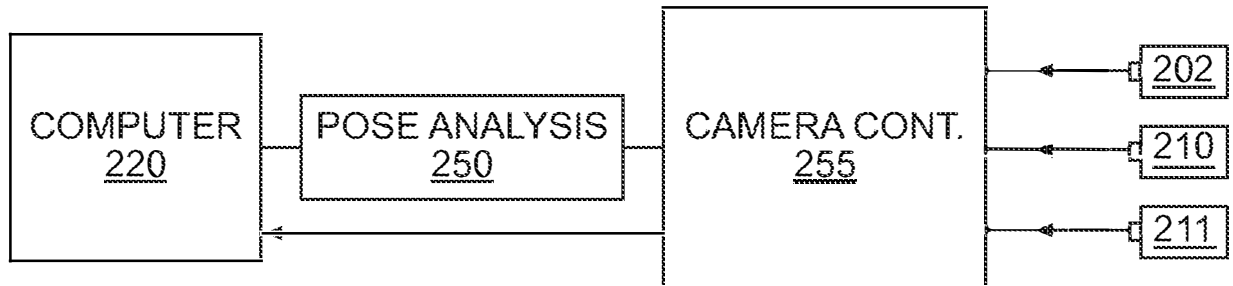 COMPUTER
220
POSE ANALYSIS
250
CAMERA CONT.
255
202
210
211